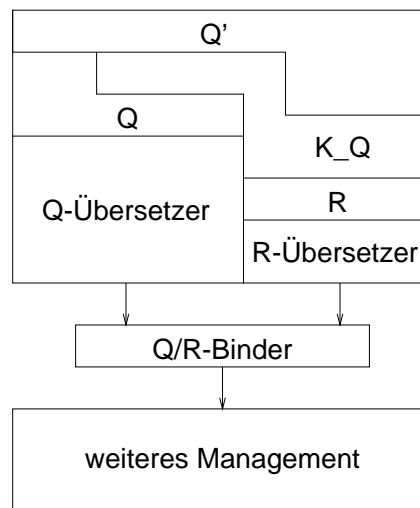 Q’
Q
K_Q
Q-Übersetzer
R
R-Übersetzer
Q/R-Binder
weiteres Management